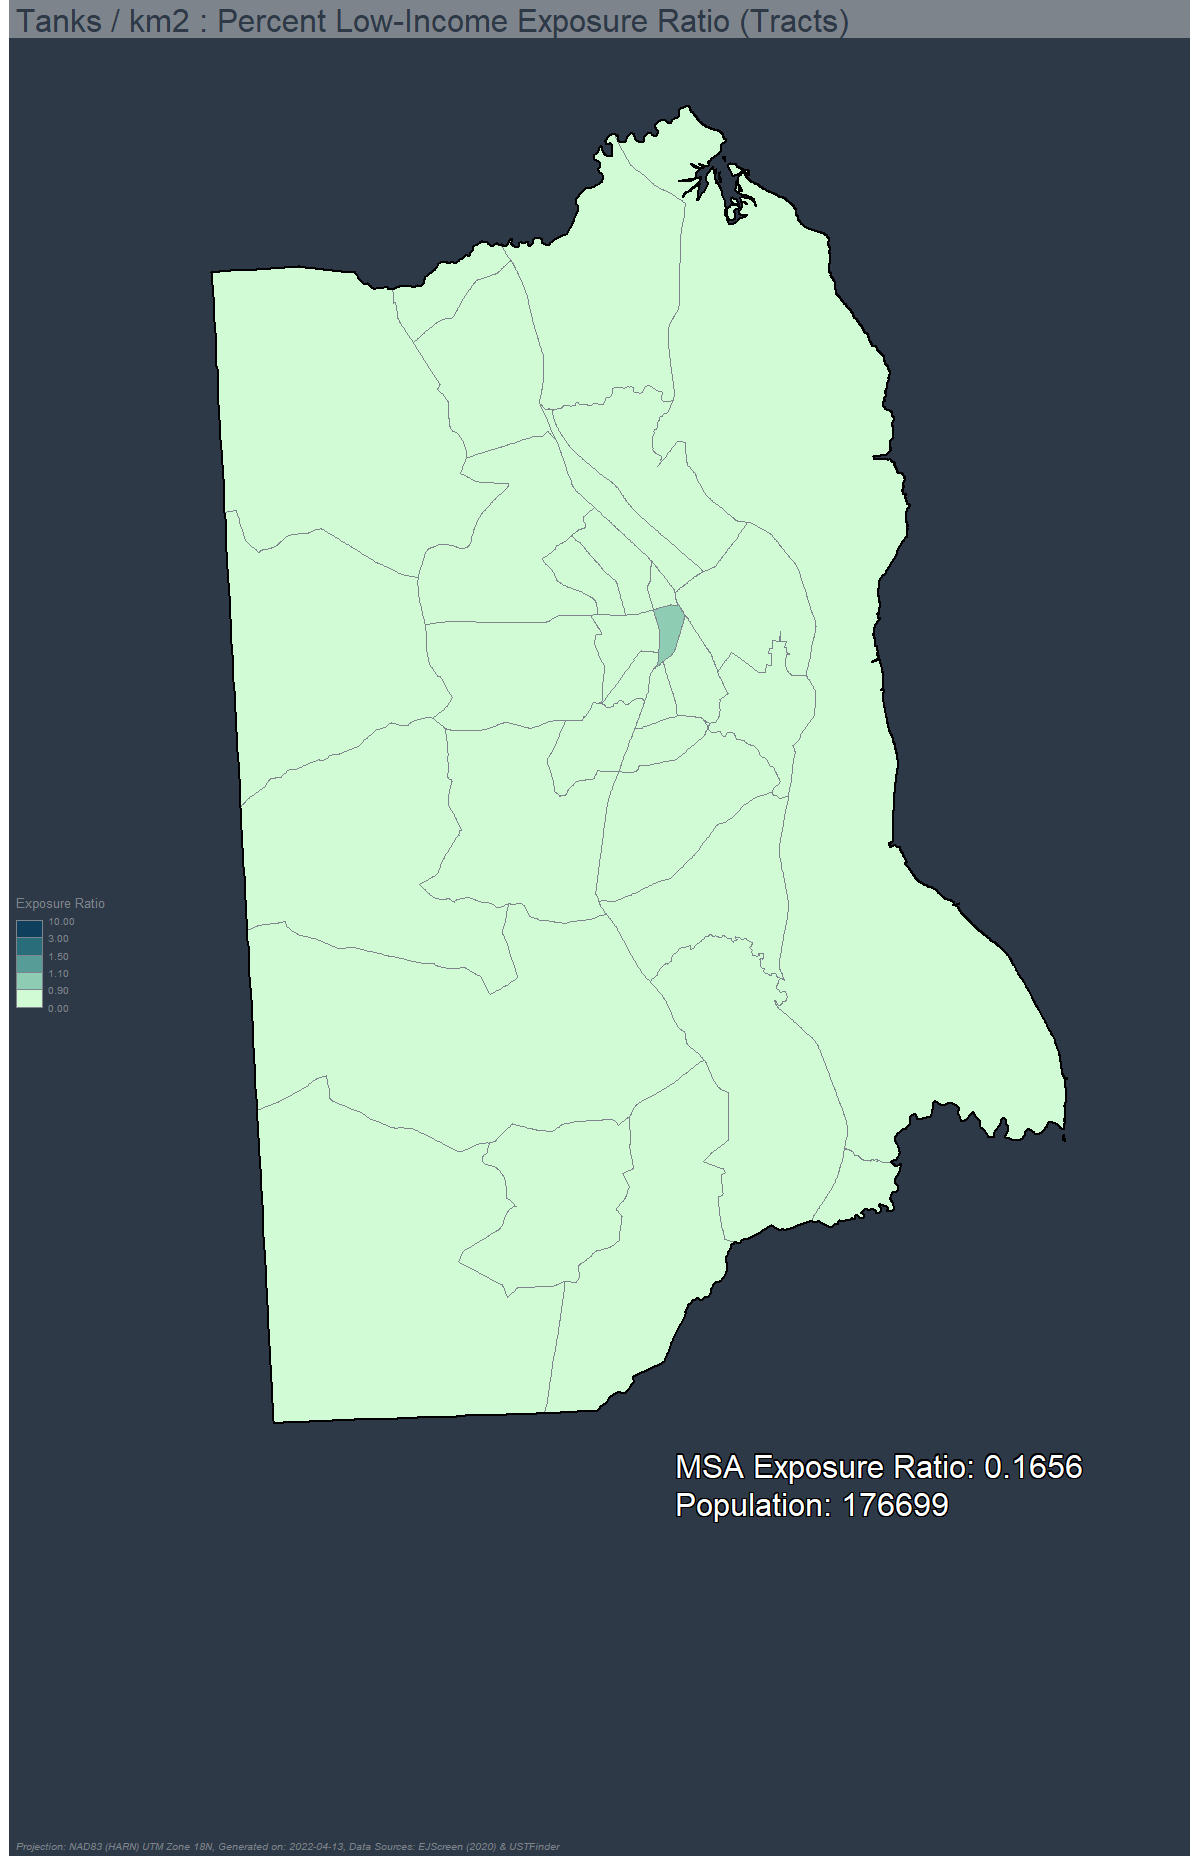 Tanks / km2 : Percent Low-Income Exposure Ratio (Tracts)
Exposure Ratio
10.00
3.00
1.50
1.10
0.90
0.00
MSA Exposure Ratio: 0.1656
Population: 176699
Projection: NAD83 (HARN) UTM Zone 18N, Generated on: 2022-04-13, Data Sources: EJScreen (2020) & USTFinder